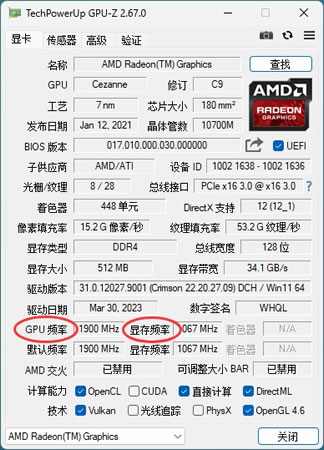 TechPowerUp GPU-Z 2.67.0
显卡 传感器 高级 验证
名称 AMD Radeon(TM) Graphics 查找
GPU Cezanne 修订 C9
AMD
RADEON
GRAPHICS
工艺 7 nm 芯片大小 180 mm²
发布日期 Jan 12, 2021 晶体管数 10700M
BIOS 版本 017.010.000.030.000000 UEFI
子供应商 AMD/ATI 设备 ID 1002 1638 - 1002 1636
光栅/纹理 8 / 28 总线接口 PCIe x16 3.0 @ x16 3.0 ?
着色器 448 单元 DirectX 支持 12 (12_1)
像素填充率 15.2 G 像素/秒 纹理填充率 53.2 G 纹理/秒
显存类型 DDR4 总线宽度 128 位
显存大小 512 MB 显存带宽 34.1 GB/s
驱动版本 31.0.12027.9001 (Crimson 22.20.27.09) DCH / Win11 64
驱动日期 Mar 30, 2023 数字签名 WHQL
GPU 频率 1900 MHz 显存频率 067 MHz 着色器 N/A
默认频率 1900 MHz 显存频率 1067 MHz 着色器 N/A
AMD 交火 已禁用 可调整大小 BAR 已禁用
计算能力 OpenCL CUDA 直接计算 DirectML
技术 Vulkan 光线追踪 PhysX OpenGL 4.6
AMD Radeon(TM) Graphics 关闭